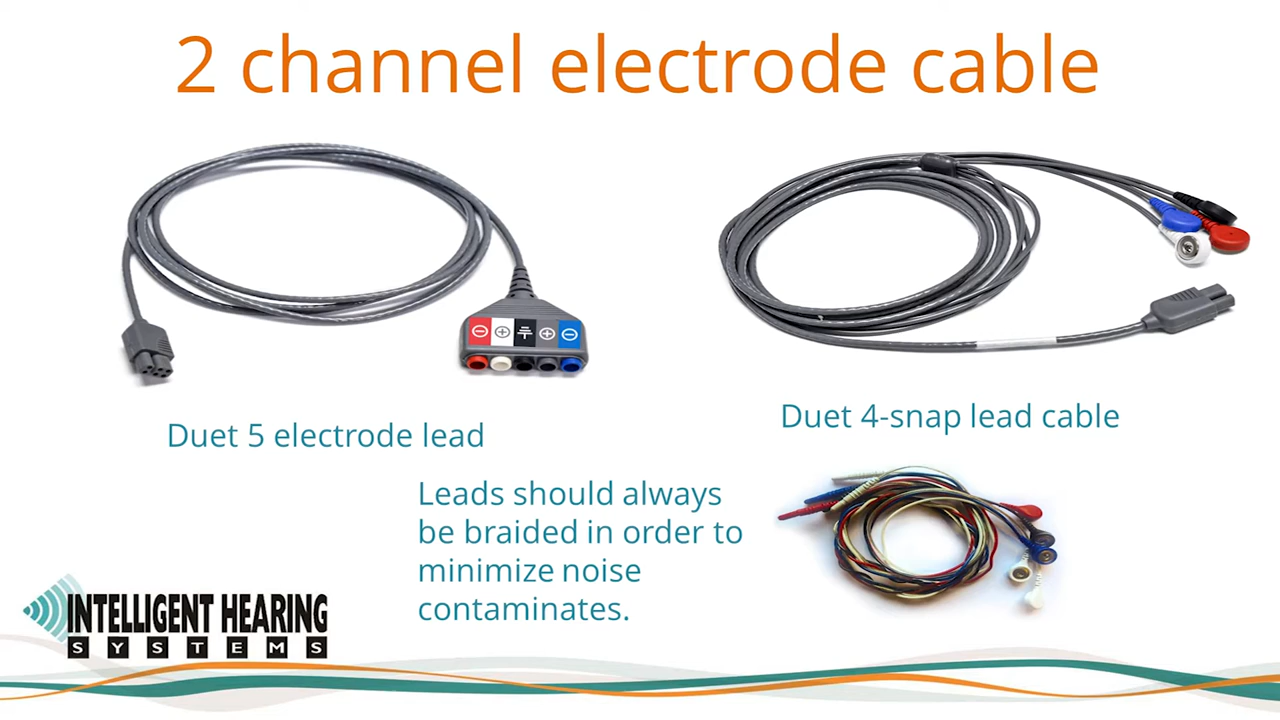 2 channel electrode cable
Duet 5 electrode lead
Duet 4-snap lead cable
Leads should always
be braided in order to
minimize noise
contaminates.
INTELLIGENT HEARING
SYSTEMS